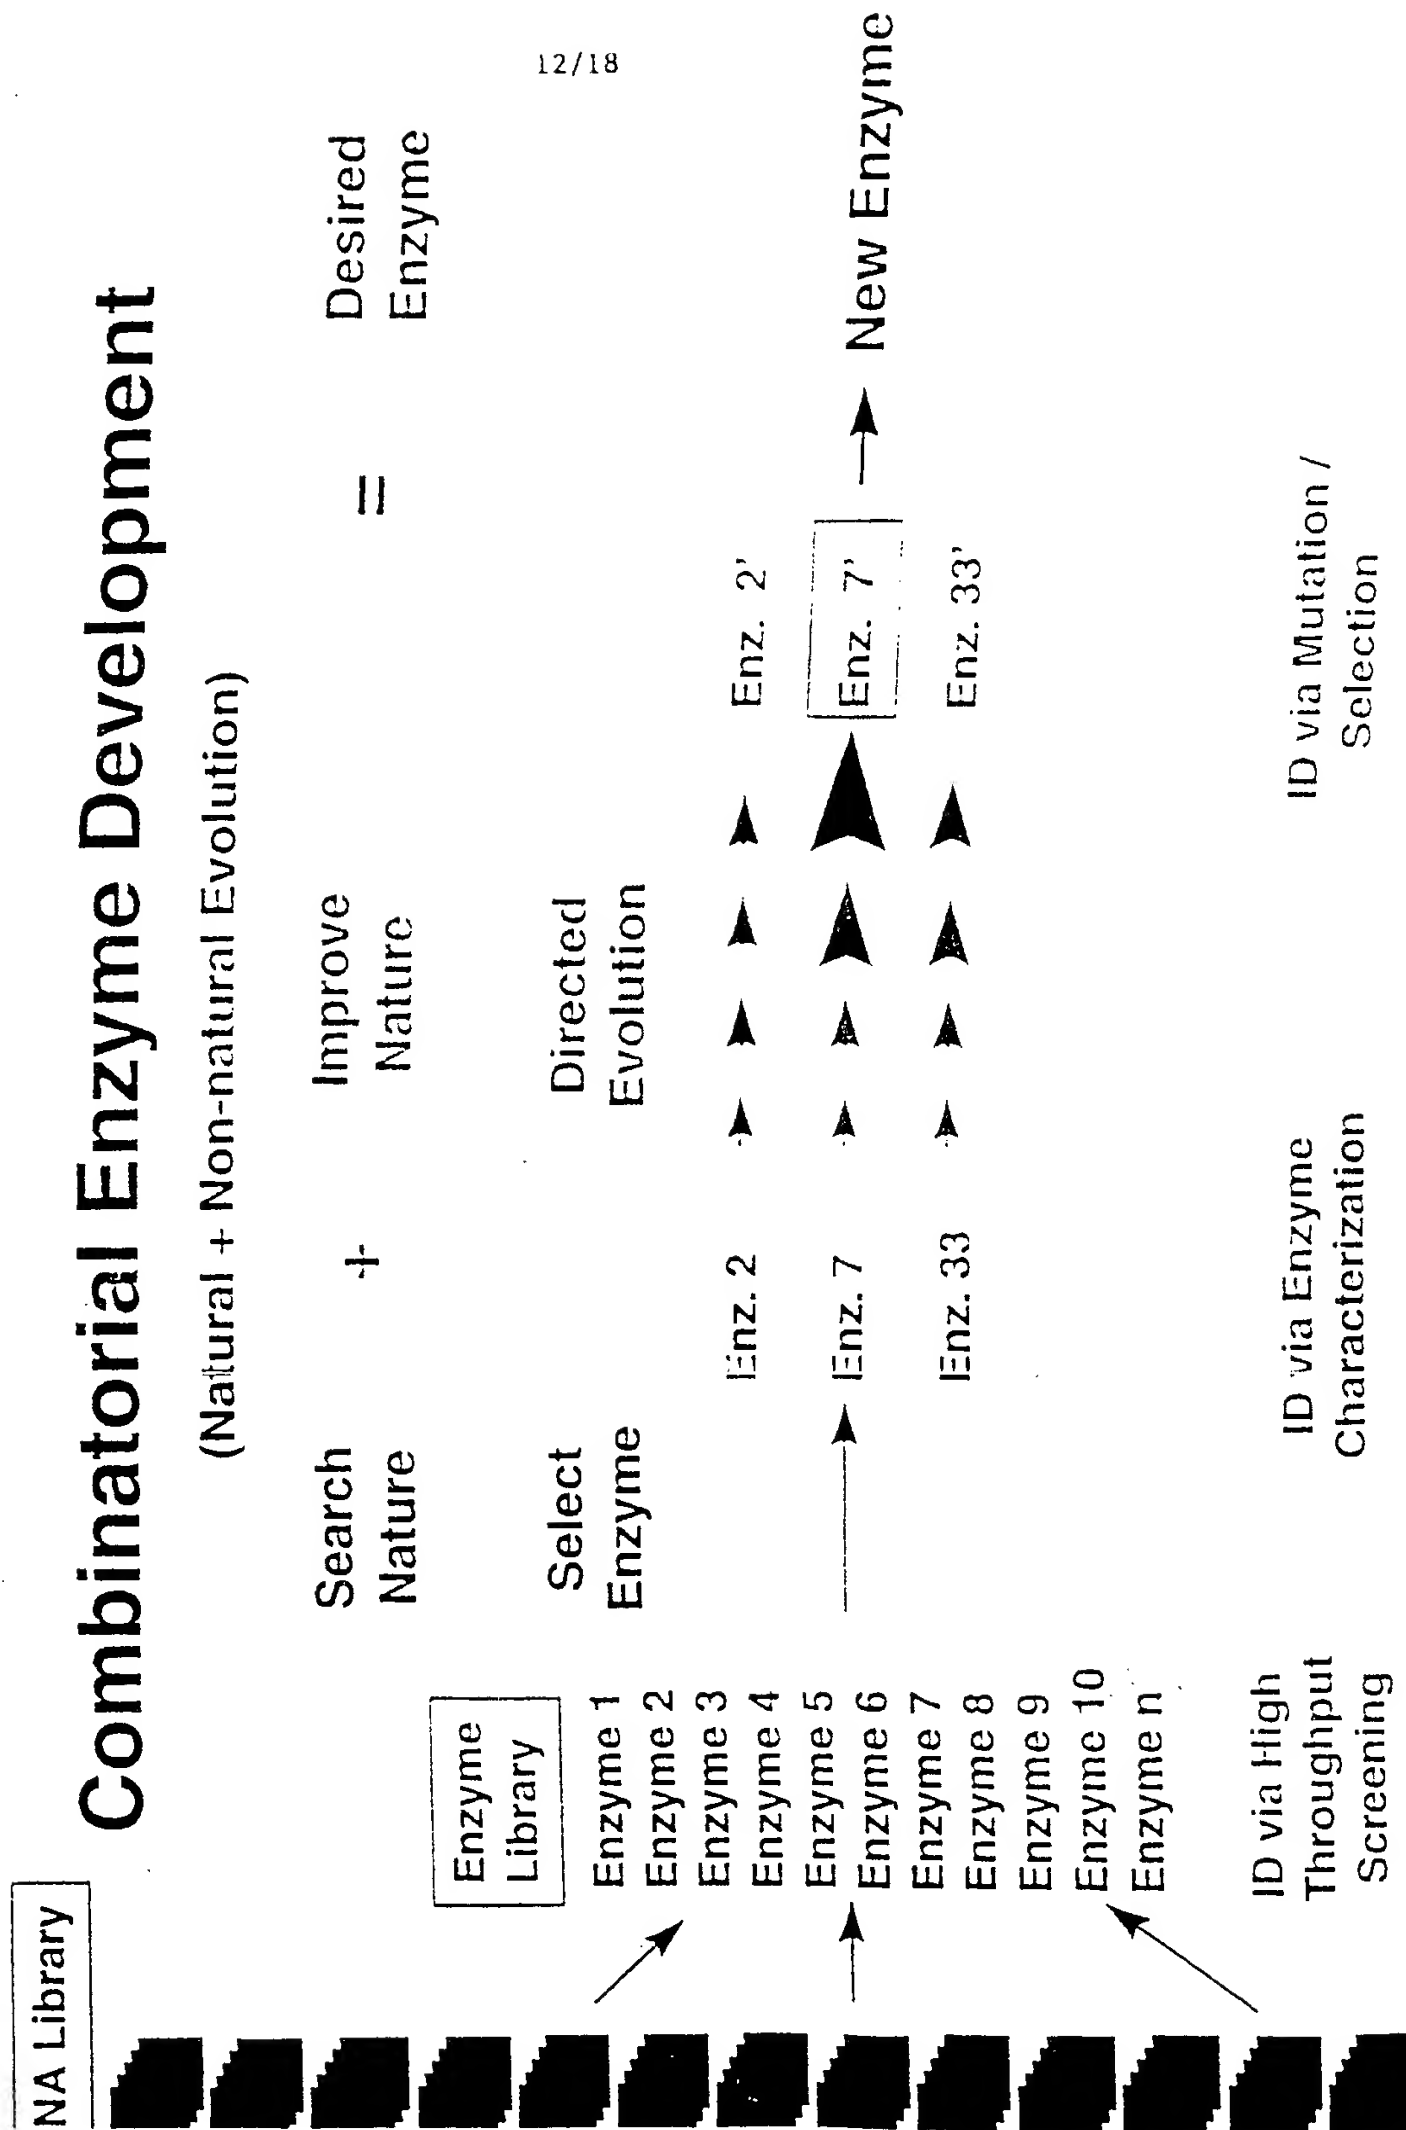 12/18
NA Library
Combinatorial Enzyme Development
(Natural + Non-natural Evolution)
Search
Nature
+
Improve
Nature
=
Desired
Enzyme
Enzyme
Library
Select
Enzyme
Directed
Evolution
Enzyme 1
Enzyme 2
Enzyme 3
Enzyme 4
Enzyme 5
Enzyme 6
Enzyme 7
Enzyme 8
Enzyme 9
Enzyme 10
Enzyme n
Enz. 2
Enz. 7
Enz. 33
Enz. 2'
Enz. 7'
Enz. 33'
New Enzyme
ID via High
Throughput
Screening
ID via Enzyme
Characterization
ID via Mutation /
Selection